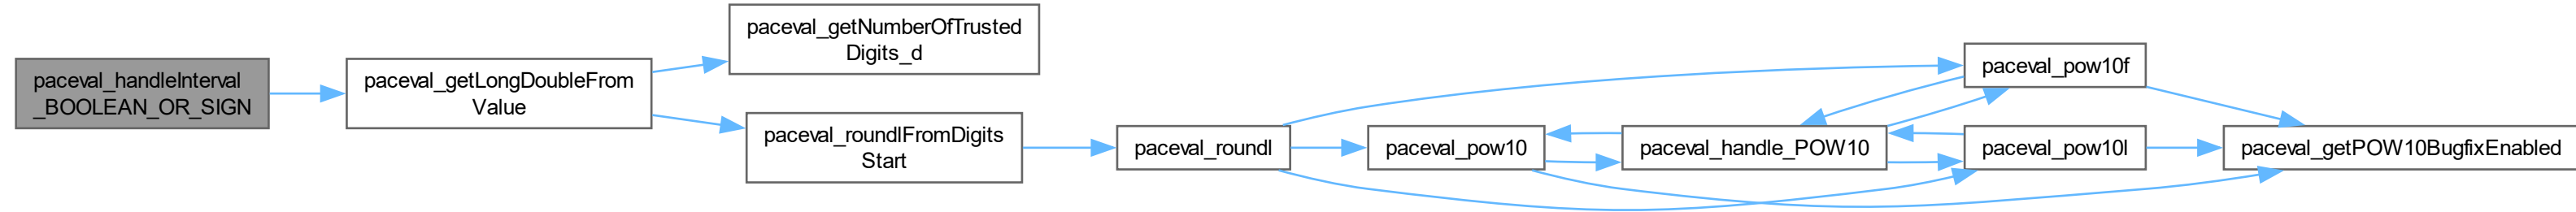 paceval_handleInterval
_BOOLEAN_OR_SIGN
paceval_getLongDoubleFrom
Value
paceval_getNumberOfTrusted
Digits_d
paceval_roundlFromDigits
Start
paceval_roundl
paceval_pow10
paceval_handle_POW10
paceval_pow10f
paceval_pow10l
paceval_getPOW10BugfixEnabled